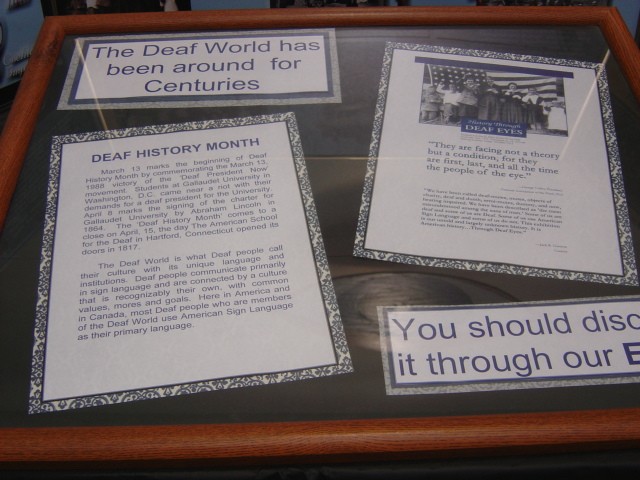 The Deaf World has
been around for
Centuries
DEAF HISTORY MONTH
March 13 marks the beginning of Deaf
History Month by commemorating the March 13,
1988 victory of the 'Deaf President Now'
movement. Students at Gallaudet University in
Washington, D.C. came near a riot with their
demands for a deaf president for the University.
April 8 marks the signing of the charter for
Gallaudet University by Abraham Lincoln in
1864. The 'Deaf History Month' comes to a
close on April, 15, the day The American School
for the Deaf in Hartford, Connecticut opened its
doors in 1817.
The Deaf World is what Deaf people call
their culture with its unique language and
institutions. Deaf people communicate primarily
in sign language and are connected by a culture
that is recognizably their own, with common
values, mores and goals. Here in America and
in Canada, most Deaf people who are members
of the Deaf World use American Sign Language
as their primary language.
History Through
DEAF EYES
"They are facing not a theory
but a condition, for they
are first, last, and all the time
the people of the eye."
American History...Through Deaf Eyes."
You should disc
it through our E